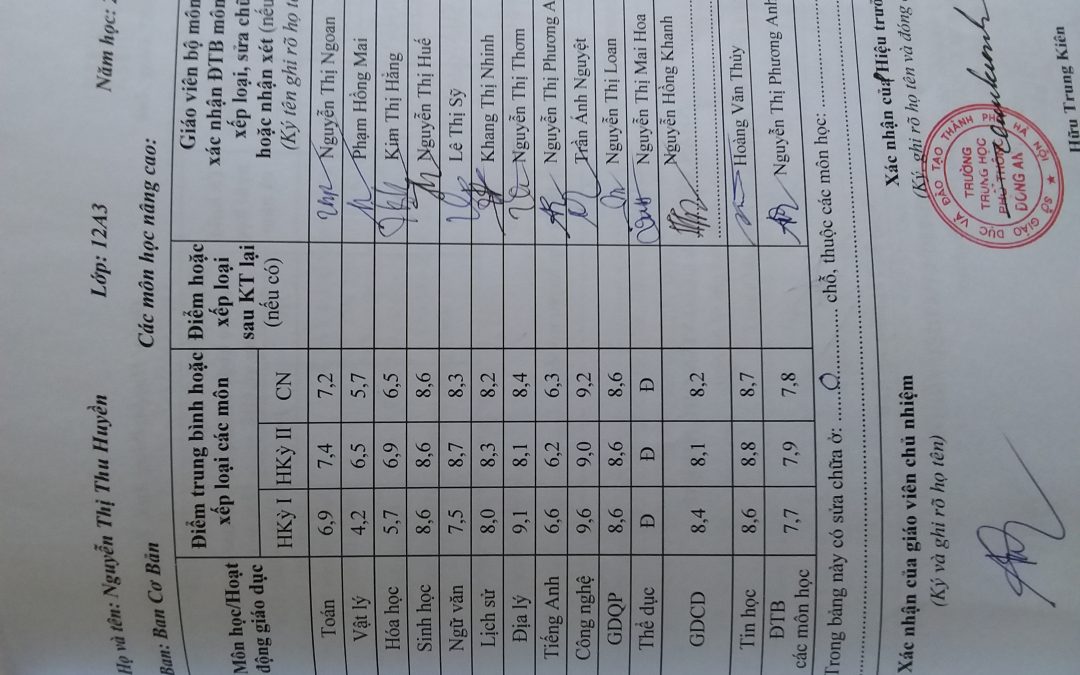 Họ và tên: Nguyễn Thị Thu Huyền Lớp: 12A3 Năm học: 2
Ban: Ban Cơ Bản Các môn học nâng cao:
Môn học/Hoạt động giáo dục Điểm trung bình hoặc xếp loại các môn Điểm hoặc xếp loại sau KT lại (nếu có) Giáo viên bộ môn xác nhận ĐTB môn xếp loại, sửa chữ hoặc nhận xét (nếu (Ký tên ghi rõ họ tê
HKỳ I HKỳ II CN
Toán 6,9 7,4 7,2 Nguyễn Thị Ngoan
Vật lý 4,2 6,5 5,7 Phạm Hồng Mai
Hóa học 5,7 6,9 6,5 Kim Thị Hằng
Sinh học 8,6 8,6 8,6 Nguyễn Thị Huế
Ngữ văn 7,5 8,7 8,3 Lê Thị Sỹ
Lịch sử 8,0 8,3 8,2 Khang Thị Nhinh
Địa lý 9,1 8,1 8,4 Nguyễn Thị Thơm
Tiếng Anh 6,6 6,2 6,3 Nguyễn Thị Phương A
Công nghệ 9,6 9,0 9,2 Trần Ánh Nguyệt
GDQP 8,6 8,6 8,6 Nguyễn Thị Loan
Thể dục Đ Đ Đ Nguyễn Thị Mai Hoa
GDCD 8,4 8,1 8,2 Nguyễn Hồng Khanh
Tin học 8,6 8,8 8,7 Hoàng Văn Thủy
ĐTB các môn học 7,7 7,9 7,8 Nguyễn Thị Phương Anh
Trong bảng này có sửa chữa ở: ..... 0 ..... chỗ, thuộc các môn học:
Xác nhận của giáo viên chủ nhiệm
(Ký và ghi rõ họ tên)
Xác nhận của Hiệu trưở
(Ký, ghi rõ họ tên và đóng
SỞ GIÁO DỤC VÀ ĐÀO TẠO THÀNH PHỐ HÀ NỘI
TRƯỜNG
TRUNG HỌC
PHỔ THÔNG
ĐÔNG AN
Hữu Trung Kiên